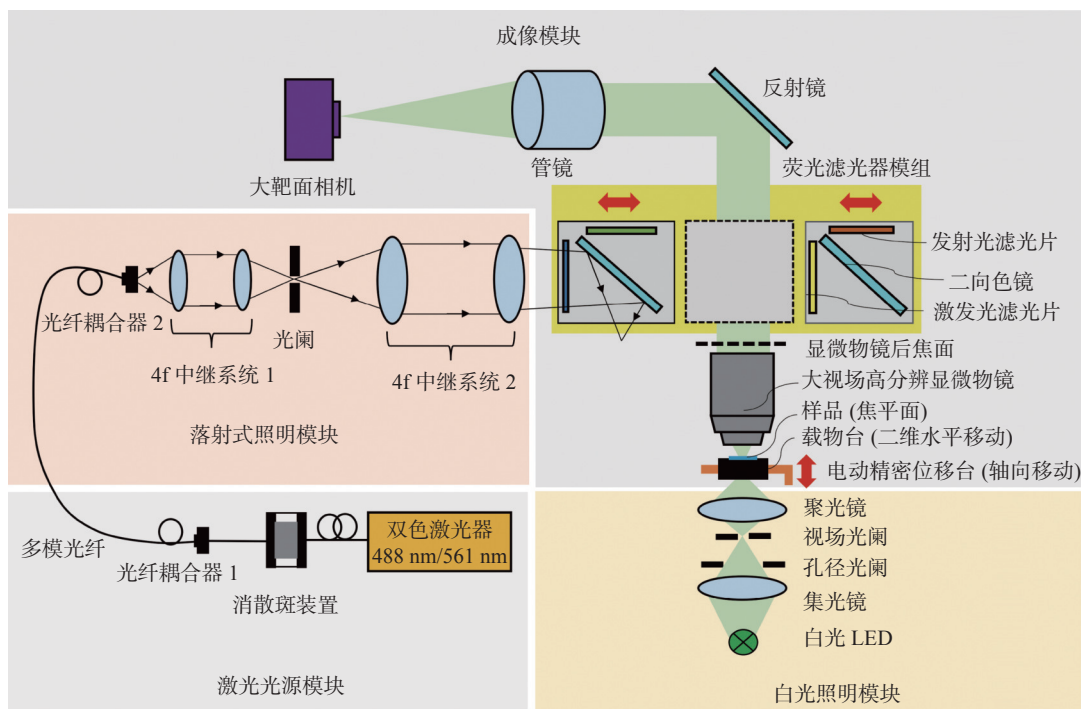 成像模块
反射镜
管镜
大靶面相机
荧光滤光器模组
发射光滤光片
二向色镜
激发光滤光片
光纤耦合器 2
光阑
4f 中继系统 1
4f 中继系统 2
落射式照明模块
显微物镜后焦面
大视场高分辨显微物镜
样品 (焦平面)
载物台 (二维水平移动)
电动精密位移台 (轴向移动)
多模光纤
光纤耦合器 1
消散斑装置
双色激光器
488 nm/561 nm
激光光源模块
聚光镜
视场光阑
孔径光阑
集光镜
白光 LED
白光照明模块